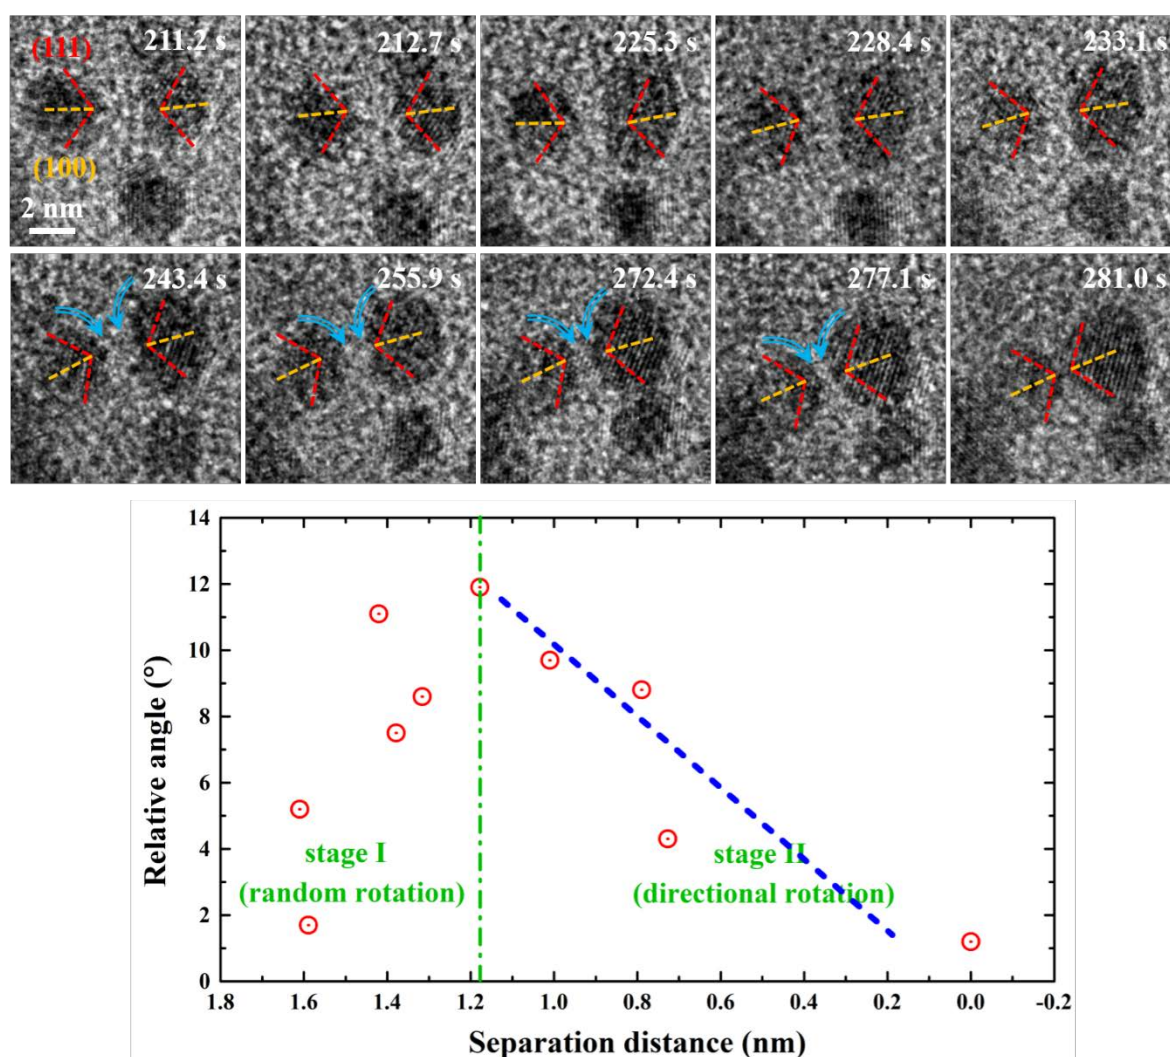 (111)
211.2 s
212.7 s
225.3 s
228.4 s
233.1 s
(100)
2 nm
243.4 s
255.9 s
272.4 s
277.1 s
281.0 s
14
12
10
8
6
4
2
0
Relative angle (°)
stage I
(random rotation)
stage II
(directional rotation)
1.8 1.6 1.4 1.2 1.0 0.8 0.6 0.4 0.2 0.0 -0.2
Separation distance (nm)